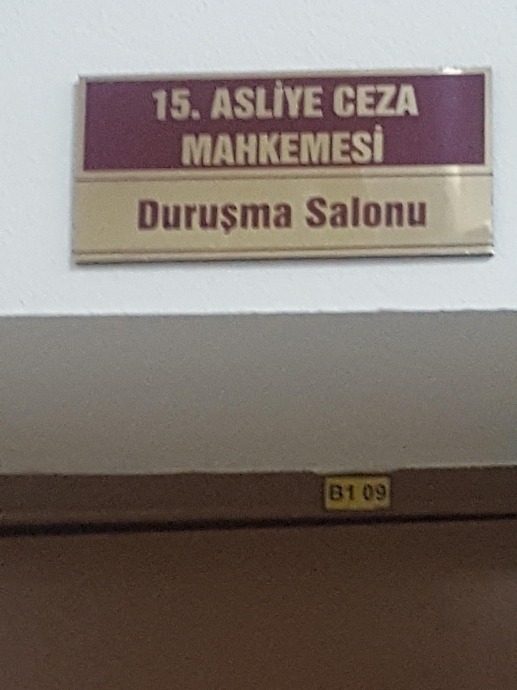 15. ASLİYE CEZA
MAHKEMESİ
Duruşma Salonu
B1 09